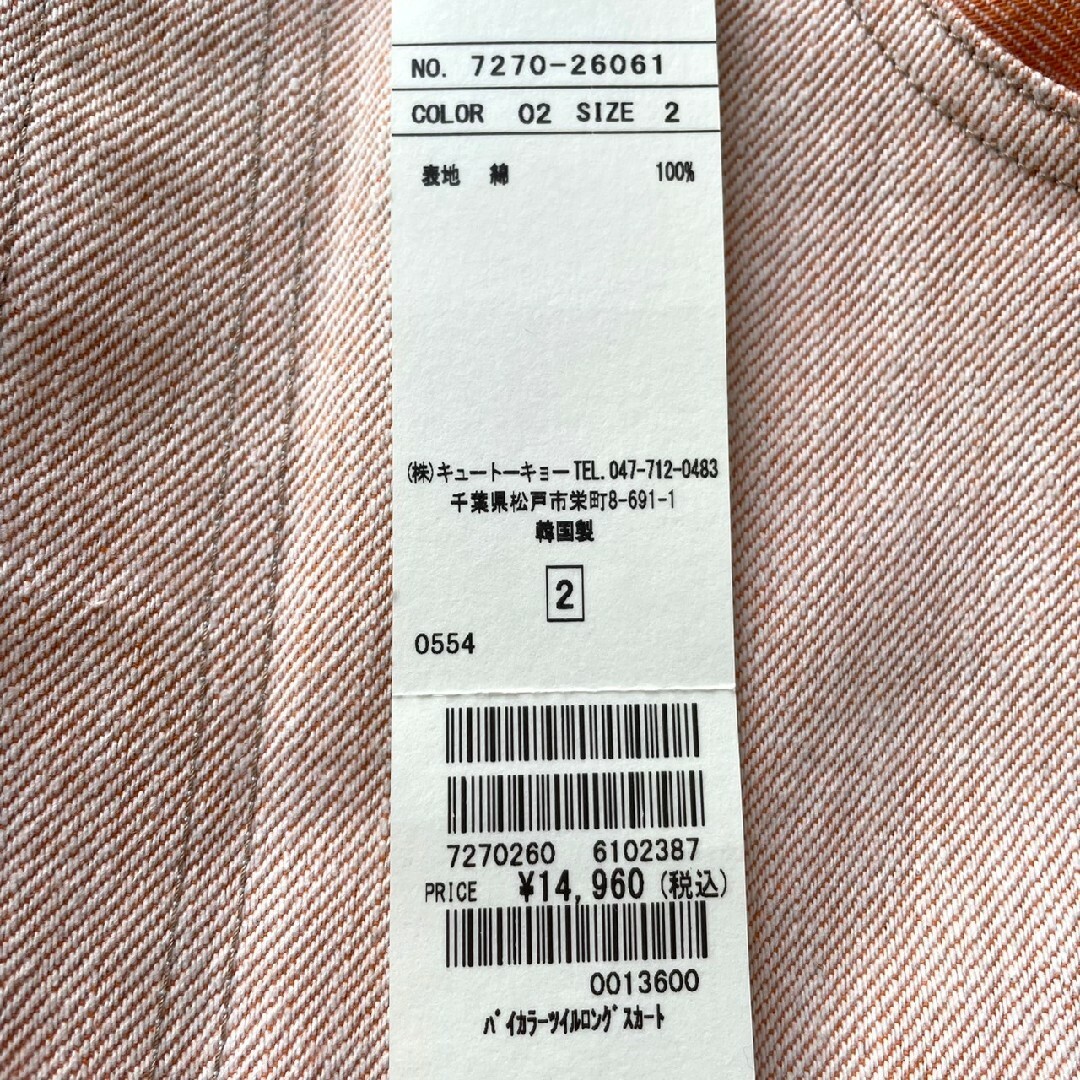 NO. 7270-26061
COLOR 02 SIZE 2
表地 綿 100%
(株)キュートーキョーTEL. 047-712-0483
千葉県松戸市栄町8-691-1
韓国製
2
0554
7270260 6102387
PRICE ¥14,960 (税込)
0013600
バイカラーツイルロングスカート